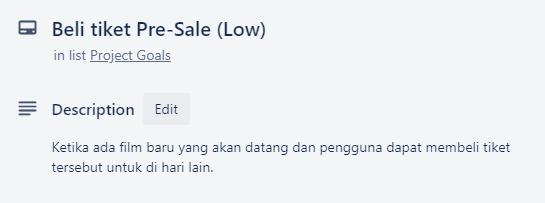 Beli tiket Pre-Sale (Low)
in list Project Goals
Description Edit
Ketika ada film baru yang akan datang dan pengguna dapat membeli tiket
tersebut untuk di hari lain.